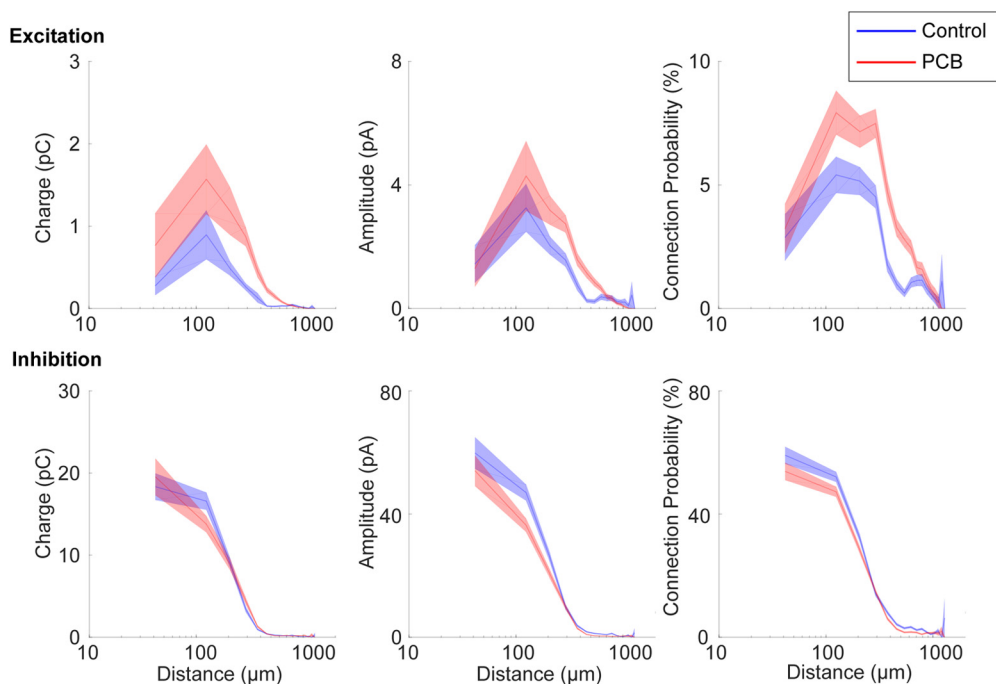 Excitation
Control
PCB
Charge (pC)
3
2
1
0
10
100
1000
Amplitude (pA)
8
4
0
10
100
1000
Connection Probability (%)
10
5
0
10
100
1000
Inhibition
Charge (pC)
30
20
10
0
10
100
1000
Distance (µm)
Amplitude (pA)
80
40
0
10
100
1000
Distance (µm)
Connection Probability (%)
80
40
0
10
100
1000
Distance (µm)